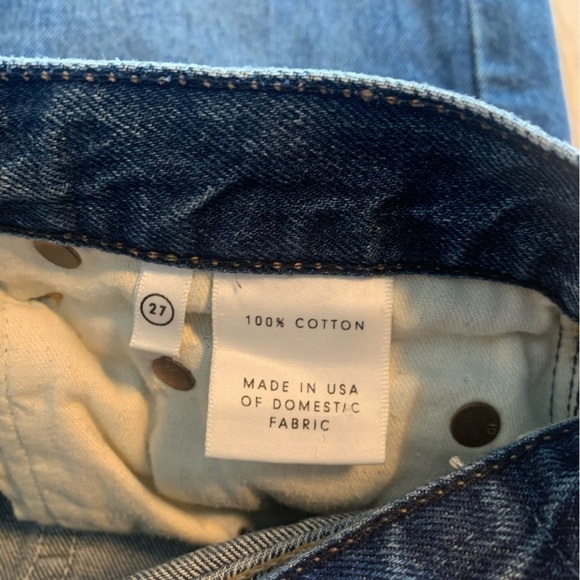 27
100% COTTON
MADE IN USA
OF DOMESTIC
FABRIC